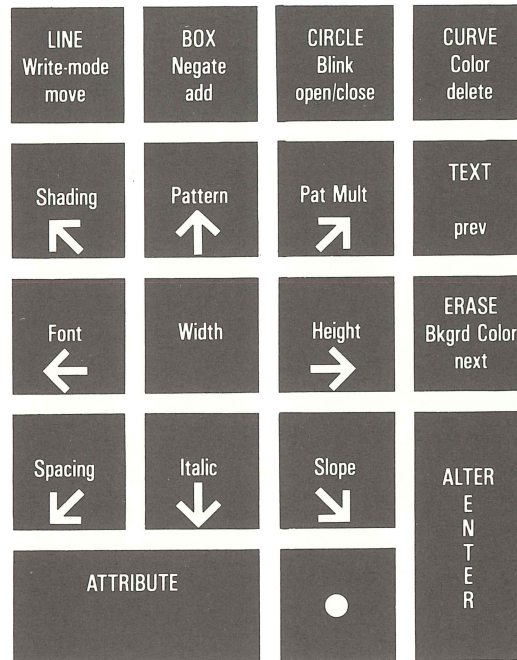 LINE
Write-mode
move
BOX
Negate
add
CIRCLE
Blink
open/close
CURVE
Color
delete
Shading
Pattern
Pat Mult
TEXT
prev
Font
Width
Height
ERASE
Bkgrd Color
next
Spacing
Italic
Slope
ALTER
E
N
T
E
R
ATTRIBUTE